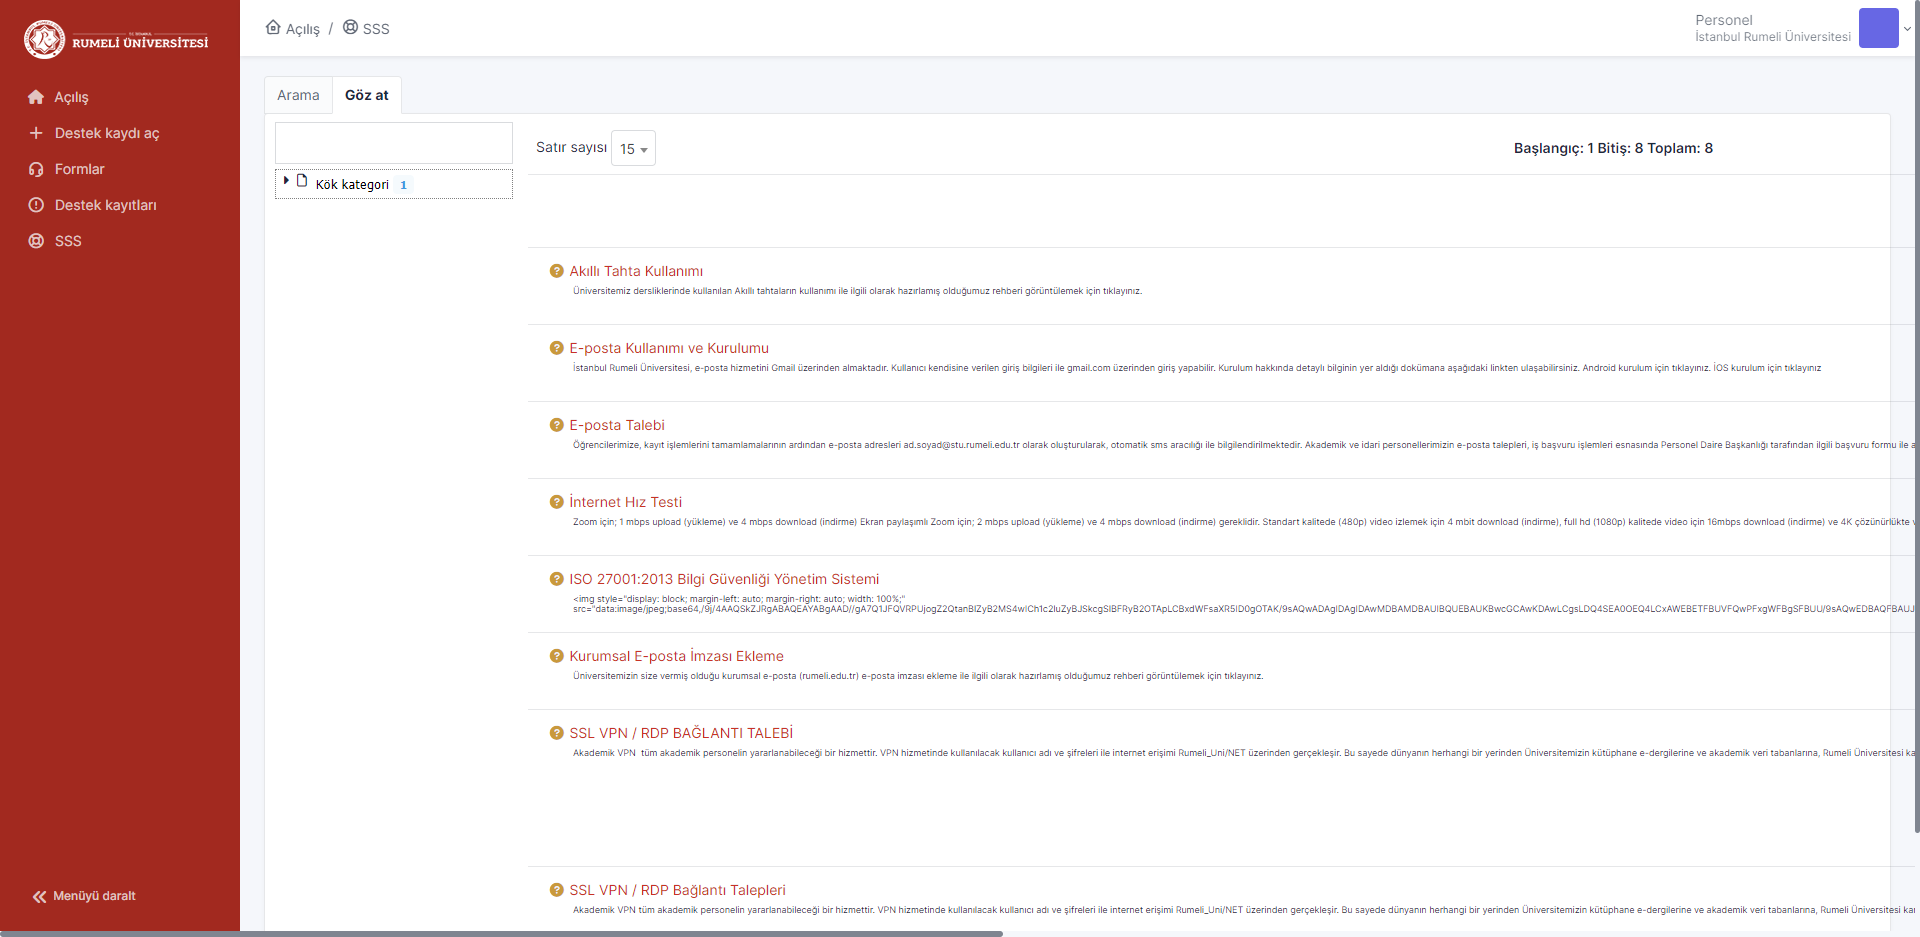 RUMELİ ÜNİVERSİTESİ
Açılış / SSS
Personel
İstanbul Rumeli Üniversitesi
Açılış
Destek kaydı aç
Formlar
Destek kayıtları
SSS
Menüyü daralt
Arama
Göz at
Kök kategori 1
Satır sayısı 15
Başlangıç: 1 Bitiş: 8 Toplam: 8
Akıllı Tahta Kullanımı
Üniversitemiz dersliklerinde kullanılan Akıllı tahtaların kullanımı ile ilgili olarak hazırlamış olduğumuz rehberi görüntülemek için tıklayınız.
E-posta Kullanımı ve Kurulumu
İstanbul Rumeli Üniversitesi, e-posta hizmetini Gmail üzerinden almaktadır. Kullanıcı kendisine verilen giriş bilgileri ile gmail.com üzerinden giriş yapabilir. Kurulum hakkında detaylı bilginin yer aldığı dokümana aşağıdaki linkten ulaşabilirsiniz. Android kurulum için tıklayınız. İOS kurulum için tıklayınız
E-posta Talebi
Öğrencilerimize, kayıt işlemlerini tamamlamalarının ardından e-posta adresleri ad.soyad@stu.rumeli.edu.tr olarak oluşturularak, otomatik sms aracılığı ile bilgilendirilmektedir. Akademik ve idari personellerimizin e-posta talepleri, iş başvuru işlemleri esnasında Personel Daire Başkanlığı tarafından ilgili başvuru formu ile a
İnternet Hız Testi
Zoom için; 1 mbps upload (yükleme) ve 4 mbps download (indirme) Ekran paylaşımlı Zoom için; 2 mbps upload (yükleme) ve 4 mbps download (indirme) gereklidir. Standart kalitede (480p) video izlemek için 4 mbit download (indirme), full hd (1080p) kalitede video için 16mbps download (indirme) ve 4K çözünürlükte
ISO 27001:2013 Bilgi Güvenliği Yönetim Sistemi
<img style="display: block; margin-left: auto; margin-right: auto; width: 100%;"
Kurumsal E-posta İmzası Ekleme
Üniversitemizin size vermiş olduğu kurumsal e-posta (rumeli.edu.tr) e-posta imzası ekleme ile ilgili olarak hazırlamış olduğumuz rehberi görüntülemek için tıklayınız.
SSL VPN / RDP BAĞLANTI TALEBİ
Akademik VPN tüm akademik personelin yararlanabileceği bir hizmettir. VPN hizmetinde kullanılacak kullanıcı adı ve şifreleri ile internet erişimi Rumeli_Uni/NET üzerinden gerçekleşir. Bu sayede dünyanın herhangi bir yerinden Üniversitemizin kütüphane e-dergilerine ve akademik veri tabanlarına, Rumeli Üniversitesi ka
SSL VPN / RDP Bağlantı Talepleri
Akademik VPN tüm akademik personelin yararlanabileceği bir hizmettir. VPN hizmetinde kullanılacak kullanıcı adı ve şifreleri ile internet erişimi Rumeli_Uni/NET üzerinden gerçekleşir. Bu sayede dünyanın herhangi bir yerinden Üniversitemizin kütüphane e-dergilerine ve akademik veri tabanlarına, Rumeli Üniversitesi